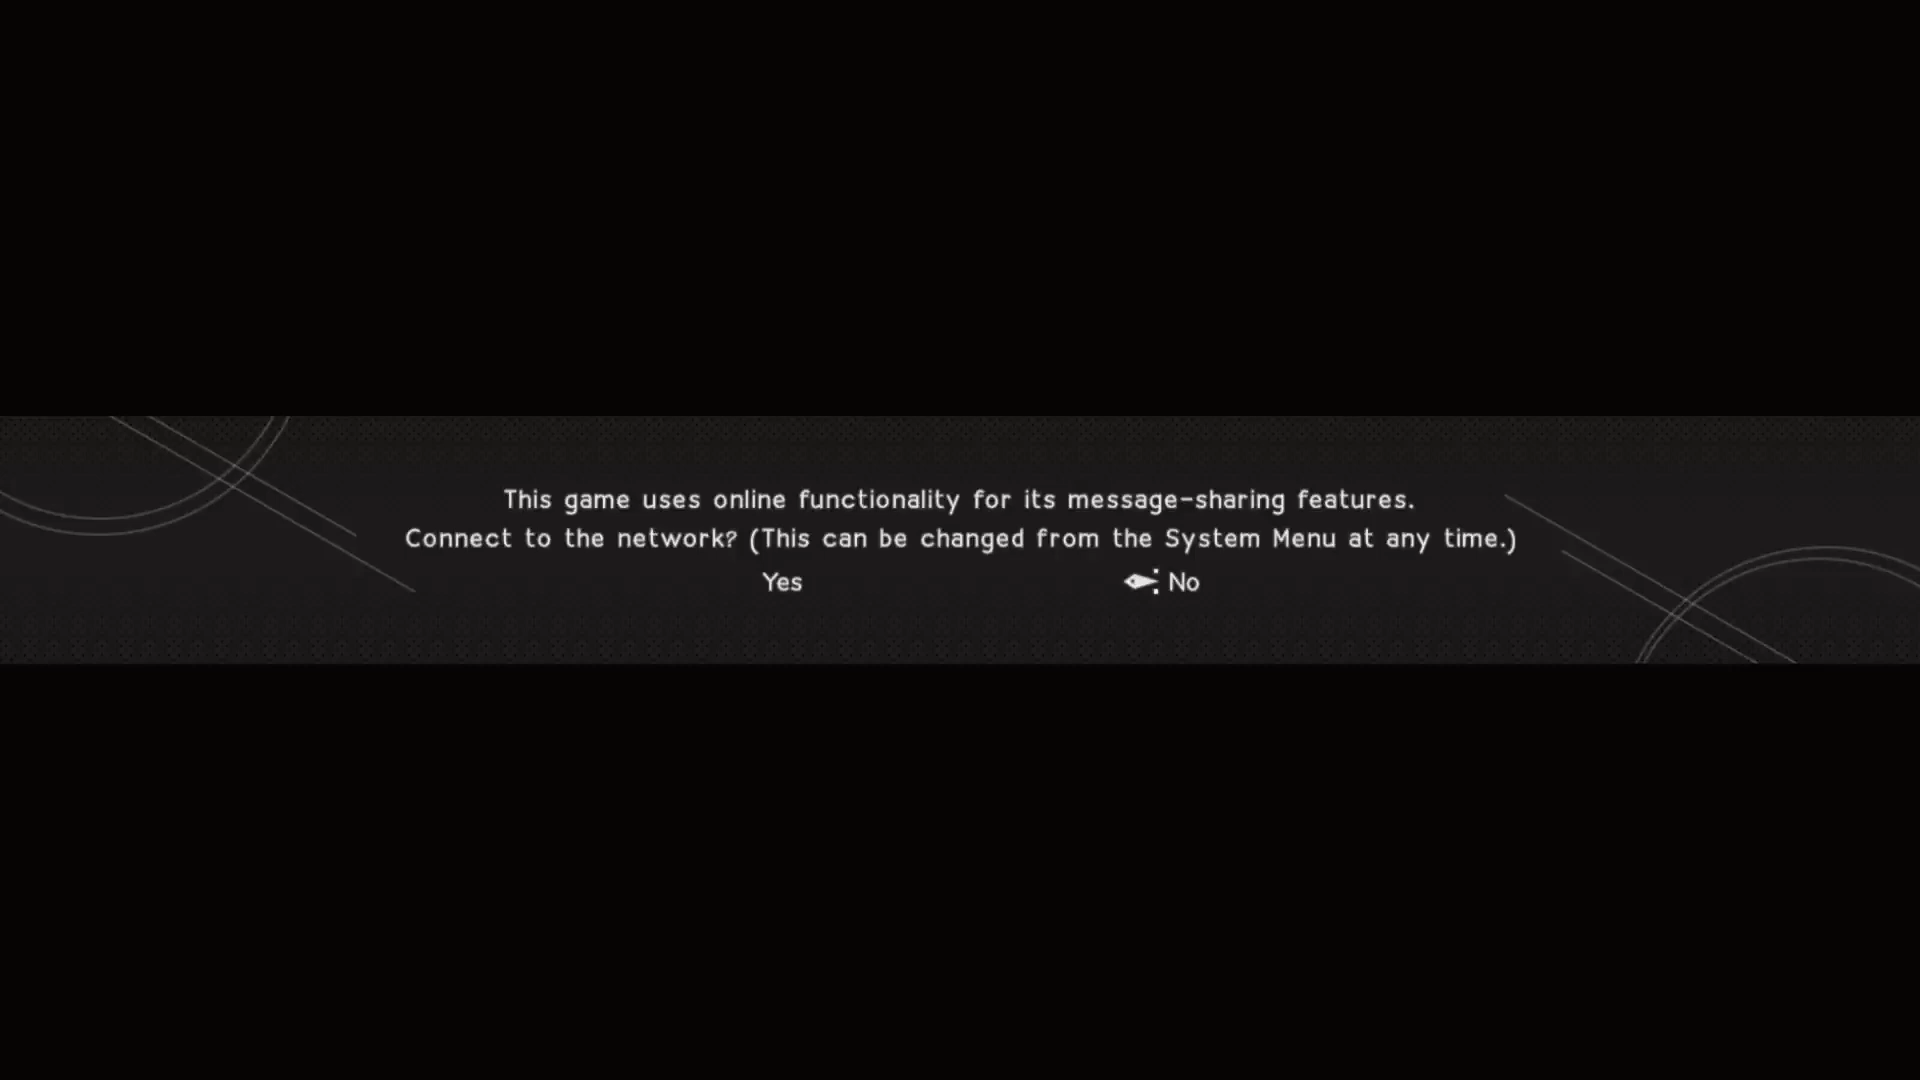 This game uses online functionality for its message-sharing features.
Connect to the network? (This can be changed from the System Menu at any time.)
Yes No